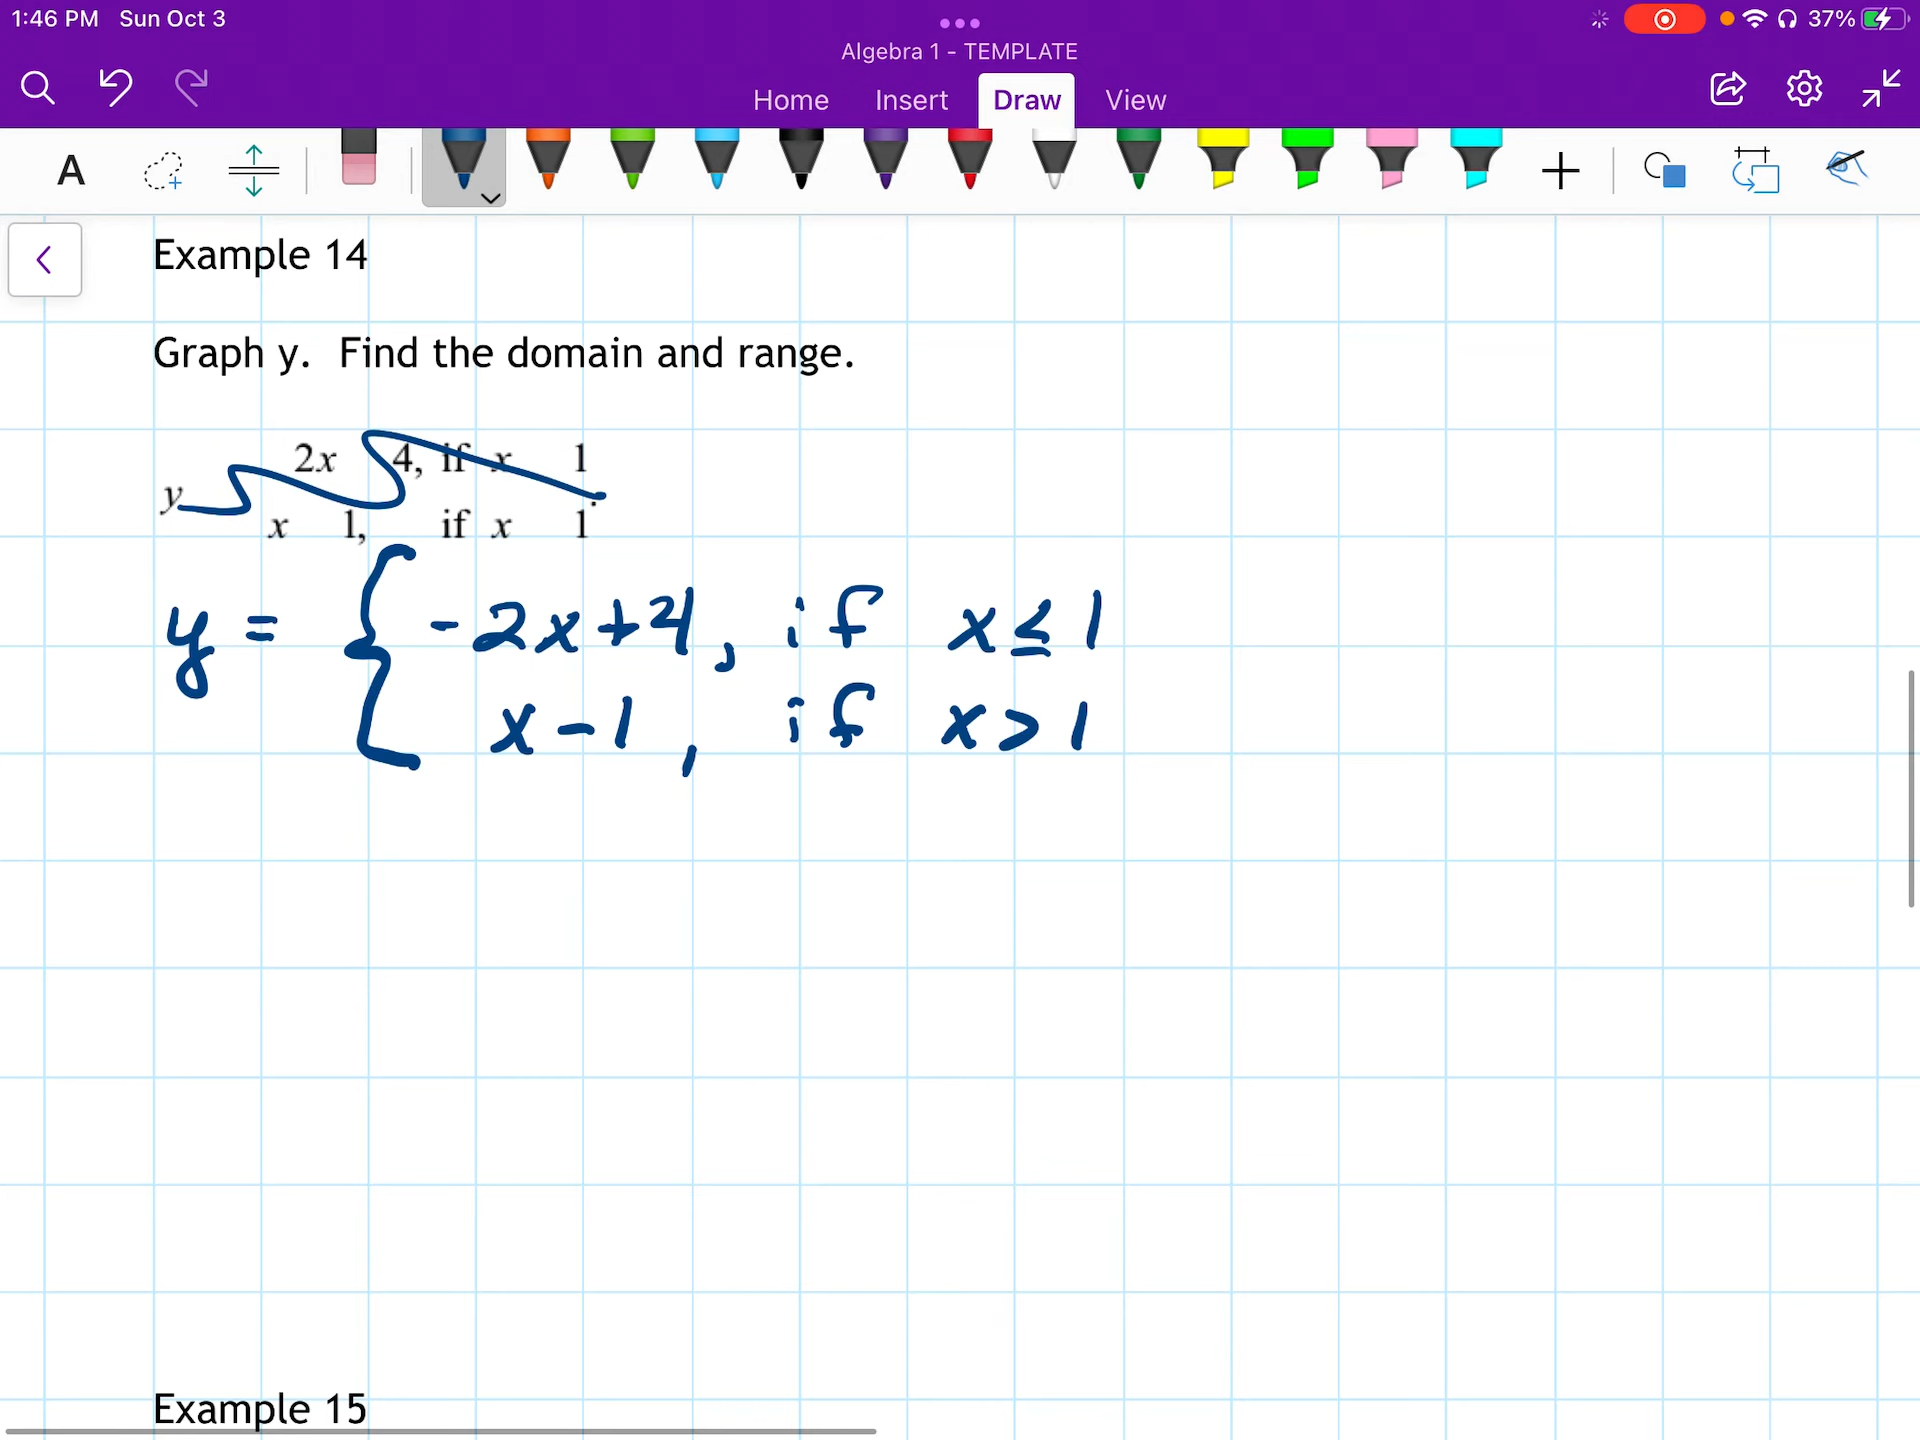 1:46 PM Sun Oct 3
37%
Algebra 1 - TEMPLATE
Home Insert Draw View
A
Example 14
Graph y. Find the domain and range.
2x 4, if x 1
y .
x 1, if x 1
y = { -2x+4, if x ≤ 1
x - 1, if x > 1
Example 15